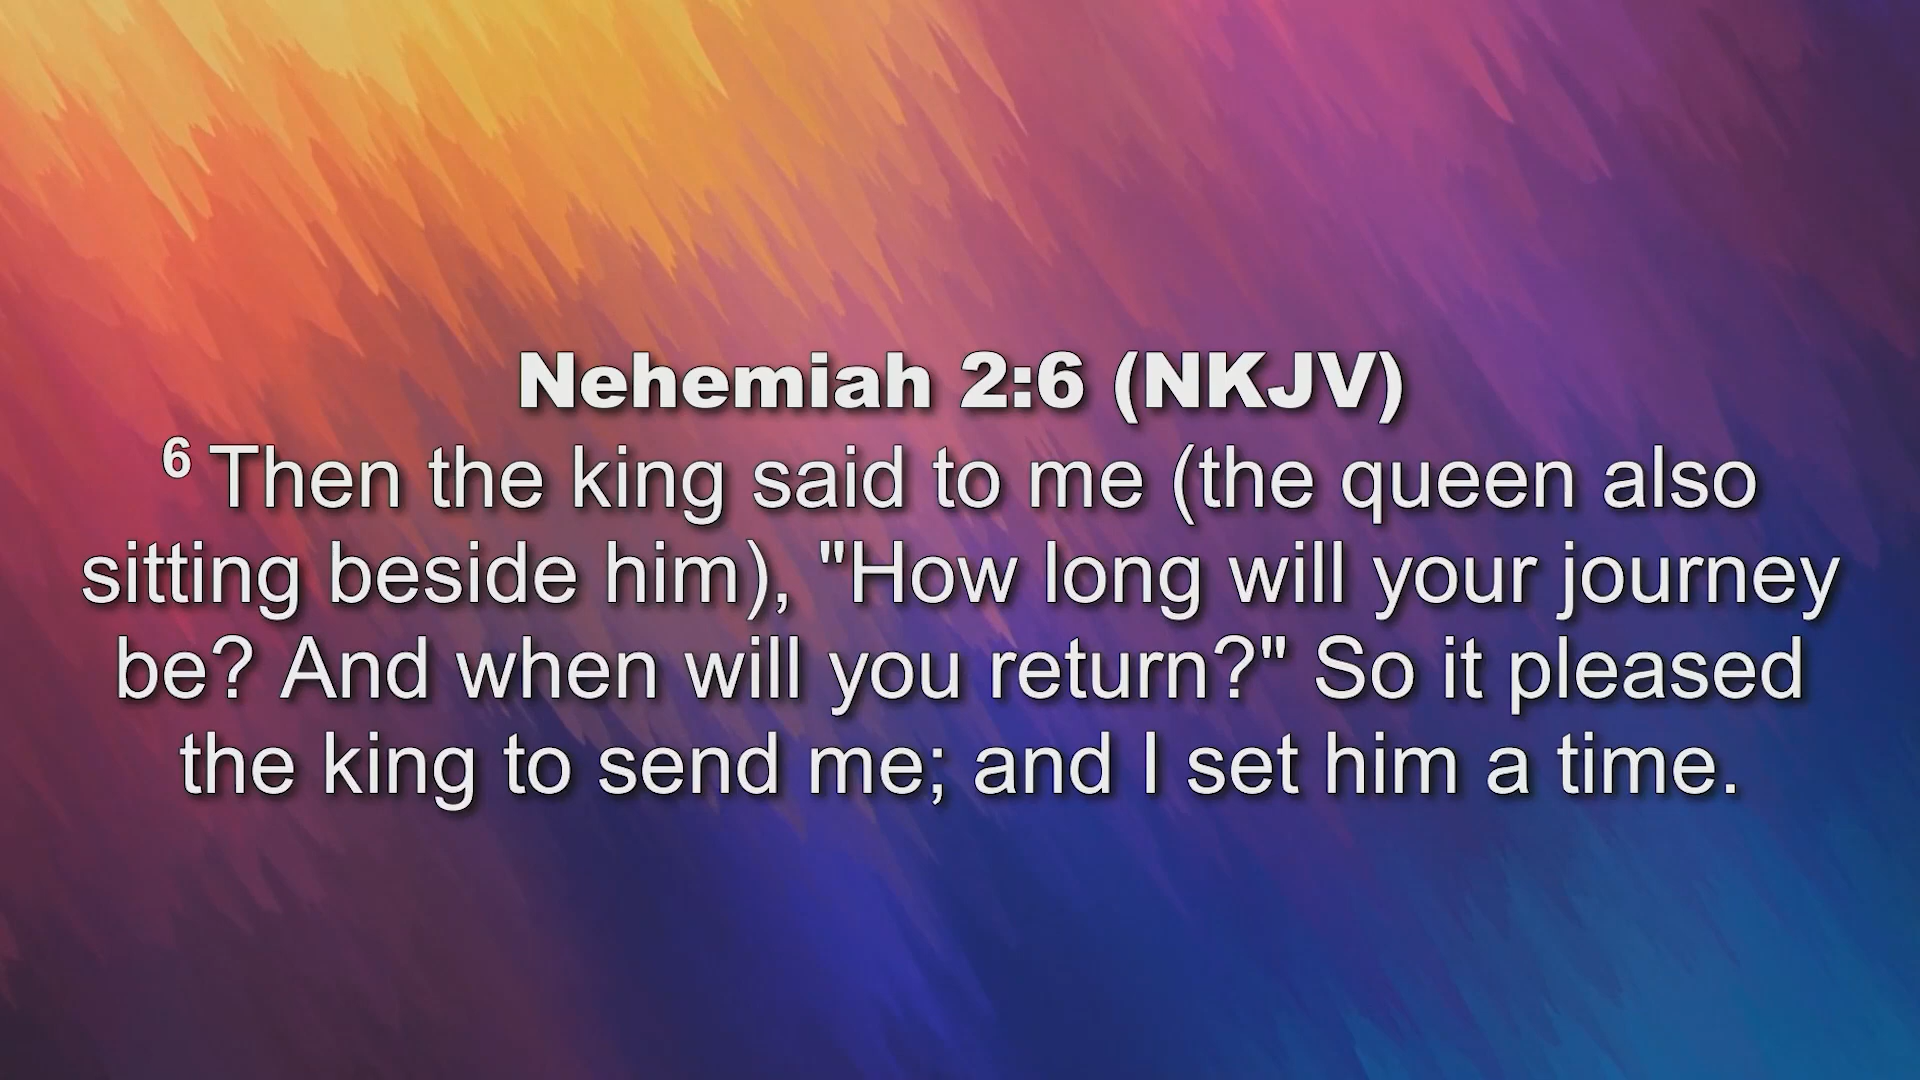 Nehemiah 2:6 (NKJV)
6 Then the king said to me (the queen also
sitting beside him), "How long will your journey
be? And when will you return?" So it pleased
the king to send me; and I set him a time.